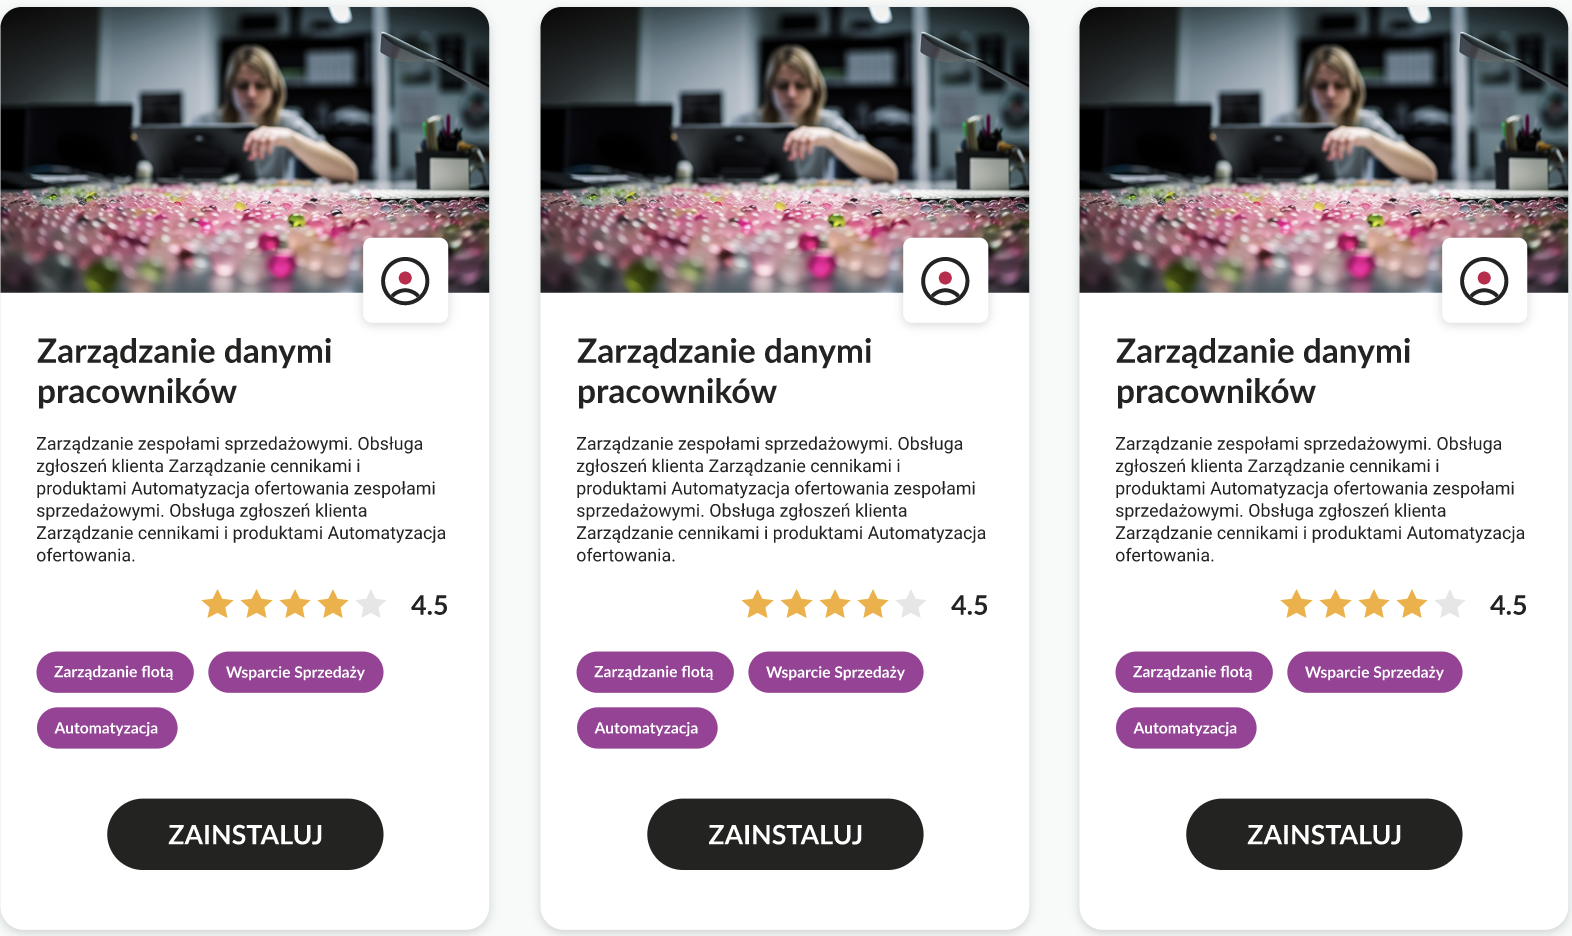 Zarządzanie danymi
pracowników
Zarządzanie zespołami sprzedażowymi. Obsługa
zgłoszeń klienta Zarządzanie cennikami i
produktami Automatyzacja ofertowania zespołami
sprzedażowymi. Obsługa zgłoszeń klienta
Zarządzanie cennikami i produktami Automatyzacja
ofertowania.
4.5
Zarządzanie flotą
Wsparcie Sprzedaży
Automatyzacja
ZAINSTALUJ
Zarządzanie danymi
pracowników
Zarządzanie zespołami sprzedażowymi. Obsługa
zgłoszeń klienta Zarządzanie cennikami i
produktami Automatyzacja ofertowania zespołami
sprzedażowymi. Obsługa zgłoszeń klienta
Zarządzanie cennikami i produktami Automatyzacja
ofertowania.
4.5
Zarządzanie flotą
Wsparcie Sprzedaży
Automatyzacja
ZAINSTALUJ
Zarządzanie danymi
pracowników
Zarządzanie zespołami sprzedażowymi. Obsługa
zgłoszeń klienta Zarządzanie cennikami i
produktami Automatyzacja ofertowania zespołami
sprzedażowymi. Obsługa zgłoszeń klienta
Zarządzanie cennikami i produktami Automatyzacja
ofertowania.
4.5
Zarządzanie flotą
Wsparcie Sprzedaży
Automatyzacja
ZAINSTALUJ